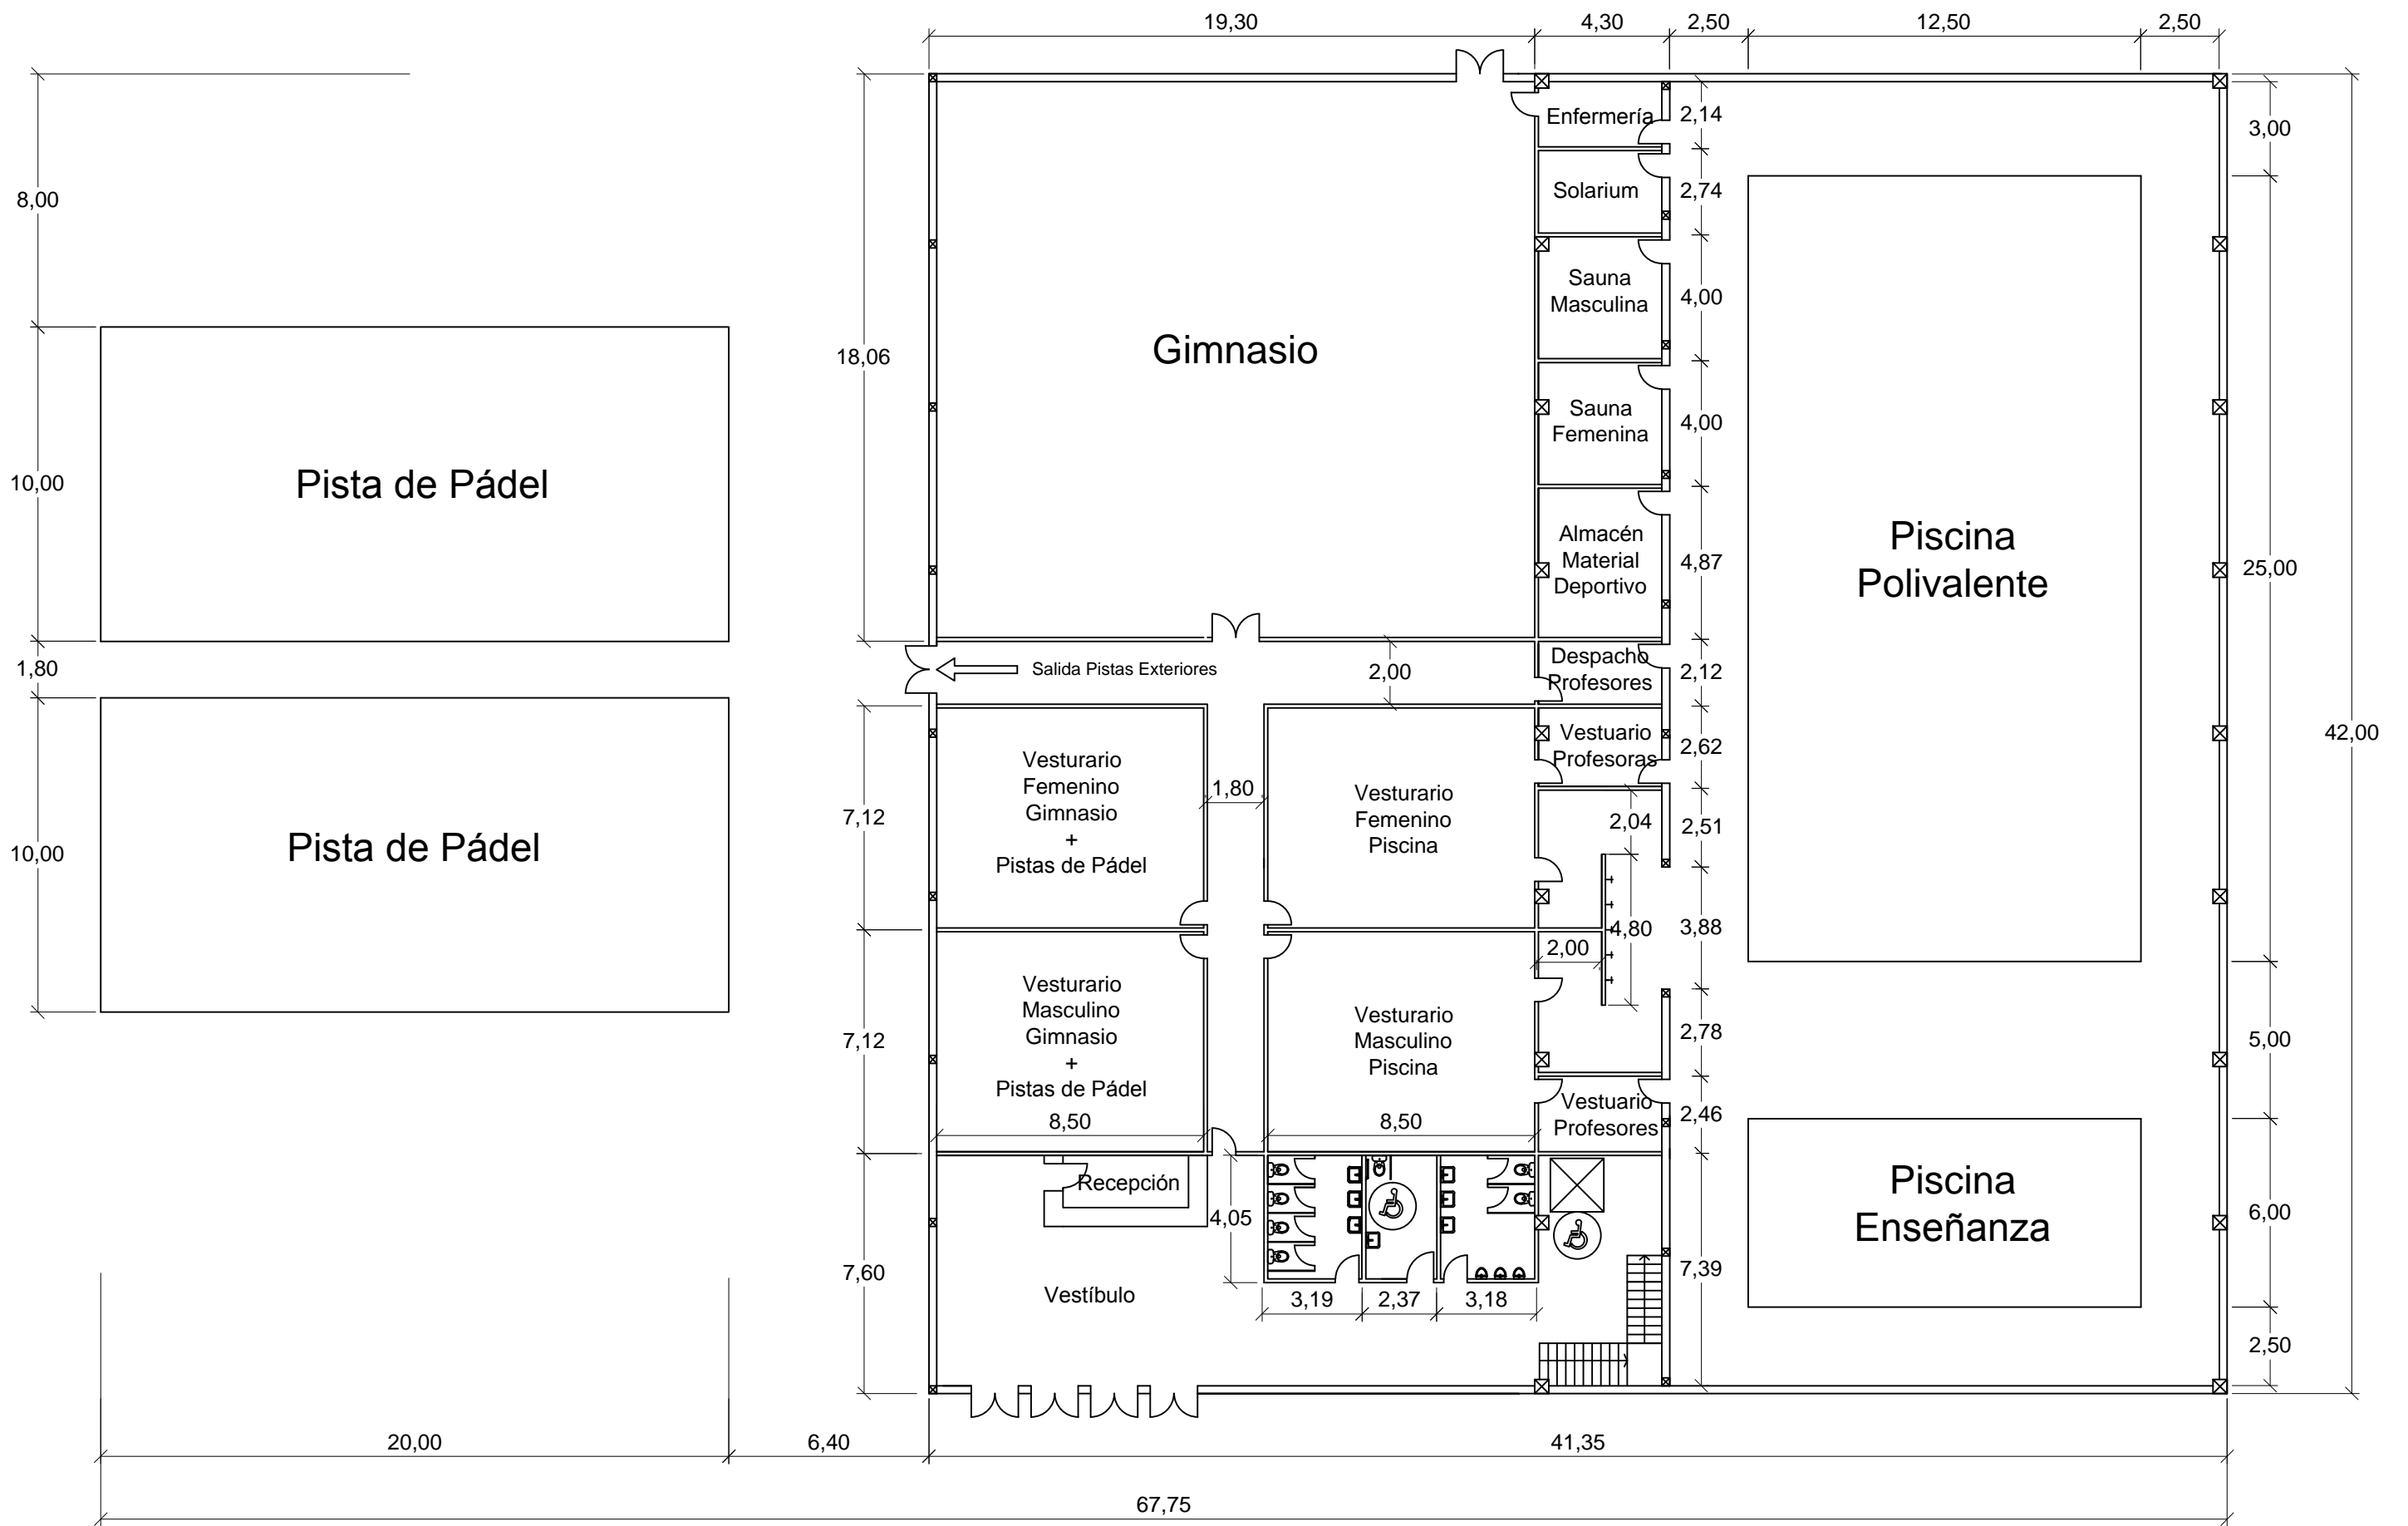 19,30
4,30
2,50
12,50
2,50
8,00
10,00
1,80
10,00
18,06
7,12
7,12
7,60
Pista de Pádel
Pista de Pádel
Gimnasio
Enfermería
Solarium
Sauna
Masculina
Sauna
Femenina
Almacén
Material
Deportivo
Despacho
Profesores
Vestuario
Profesoras
Vestuario
Profesores
2,14
2,74
4,00
4,00
4,87
2,12
2,62
2,51
3,88
2,78
2,46
7,39
Piscina
Polivalente
Piscina
Enseñanza
3,00
25,00
5,00
6,00
2,50
42,00
Salida Pistas Exteriores
2,00
Vesturario
Femenino
Gimnasio
+
Pistas de Pádel
1,80
Vesturario
Femenino
Piscina
2,04
4,80
2,00
Vesturario
Masculino
Gimnasio
+
Pistas de Pádel
8,50
Vesturario
Masculino
Piscina
8,50
Recepción
4,05
Vestíbulo
3,19
2,37
3,18
20,00
6,40
41,35
67,75